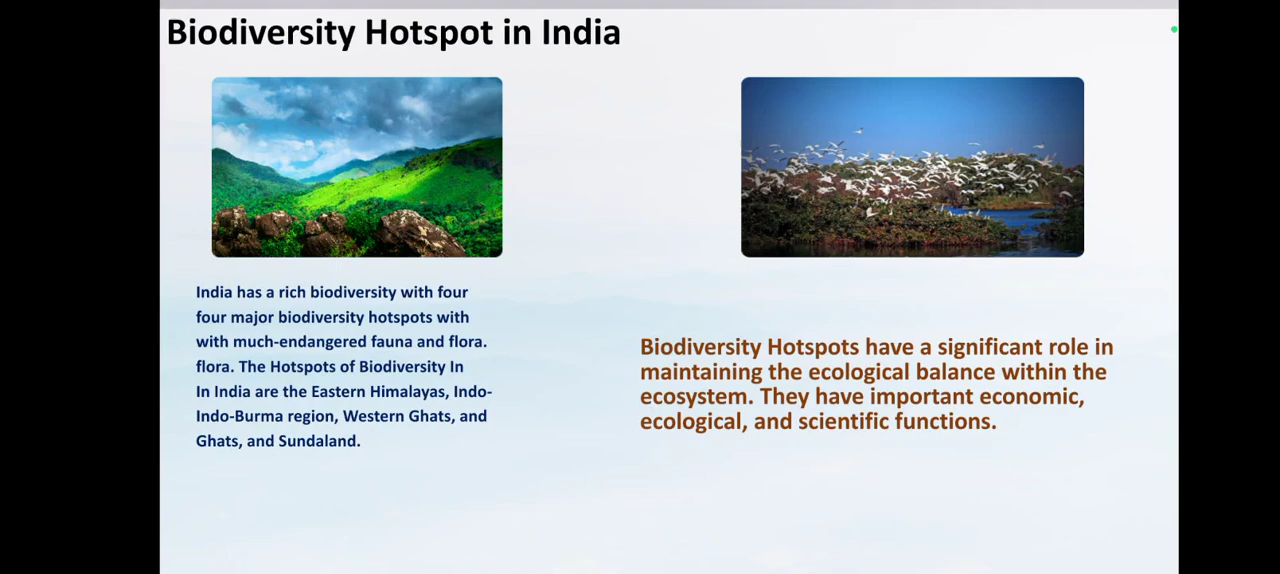 Biodiversity Hotspot in India
India has a rich biodiversity with four
four major biodiversity hotspots with
with much-endangered fauna and flora.
flora. The Hotspots of Biodiversity In
In India are the Eastern Himalayas, Indo-
Indo-Burma region, Western Ghats, and
Ghats, and Sundaland.
Biodiversity Hotspots have a significant role in
maintaining the ecological balance within the
ecosystem. They have important economic,
ecological, and scientific functions.